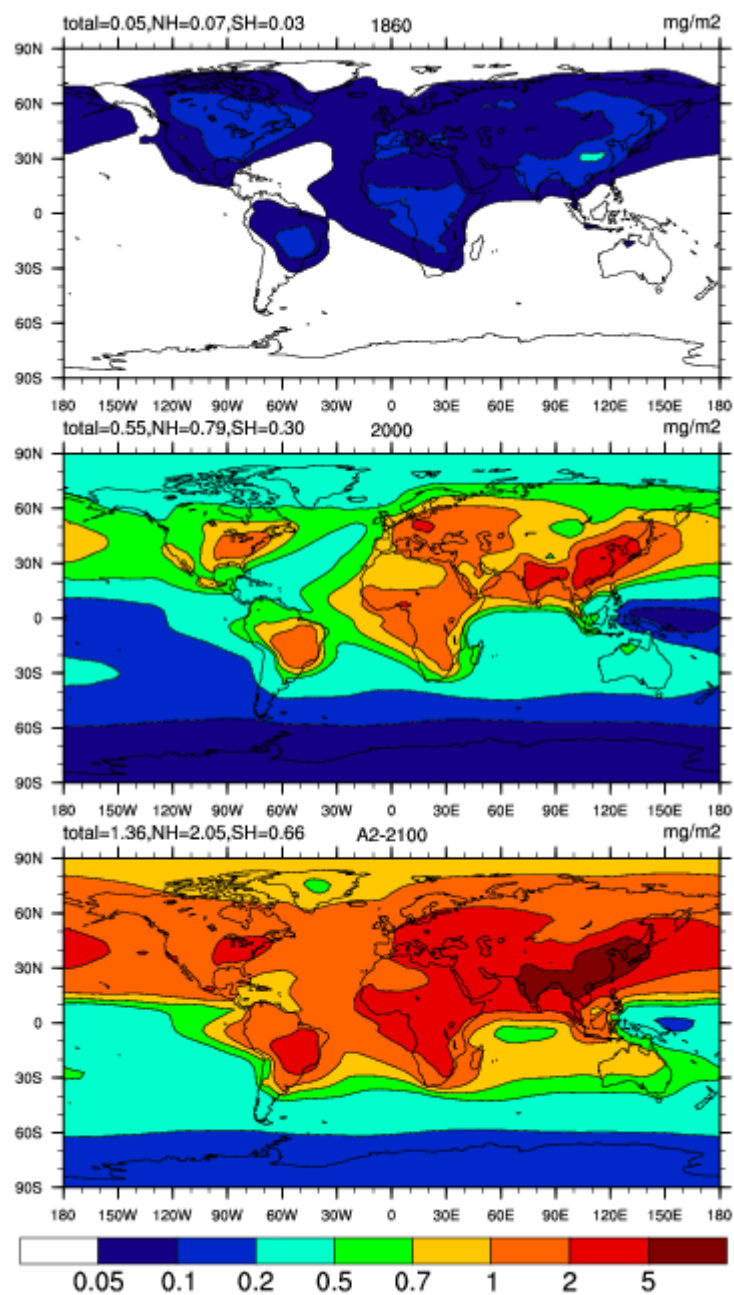 total=0.05,NH=0.07,SH=0.03 1860 mg/m2
90N
60N
30N
0
30S
60S
90S
180 150W 120W 90W 60W 30W 0 30E 60E 90E 120E 150E 180
total=0.55,NH=0.79,SH=0.30 2000 mg/m2
90N
60N
30N
0
30S
60S
90S
180 150W 120W 90W 60W 30W 0 30E 60E 90E 120E 150E 180
total=1.36,NH=2.05,SH=0.66 A2-2100 mg/m2
90N
60N
30N
0
30S
60S
90S
180 150W 120W 90W 60W 30W 0 30E 60E 90E 120E 150E 180
0.05 0.1 0.2 0.5 0.7 1 2 5